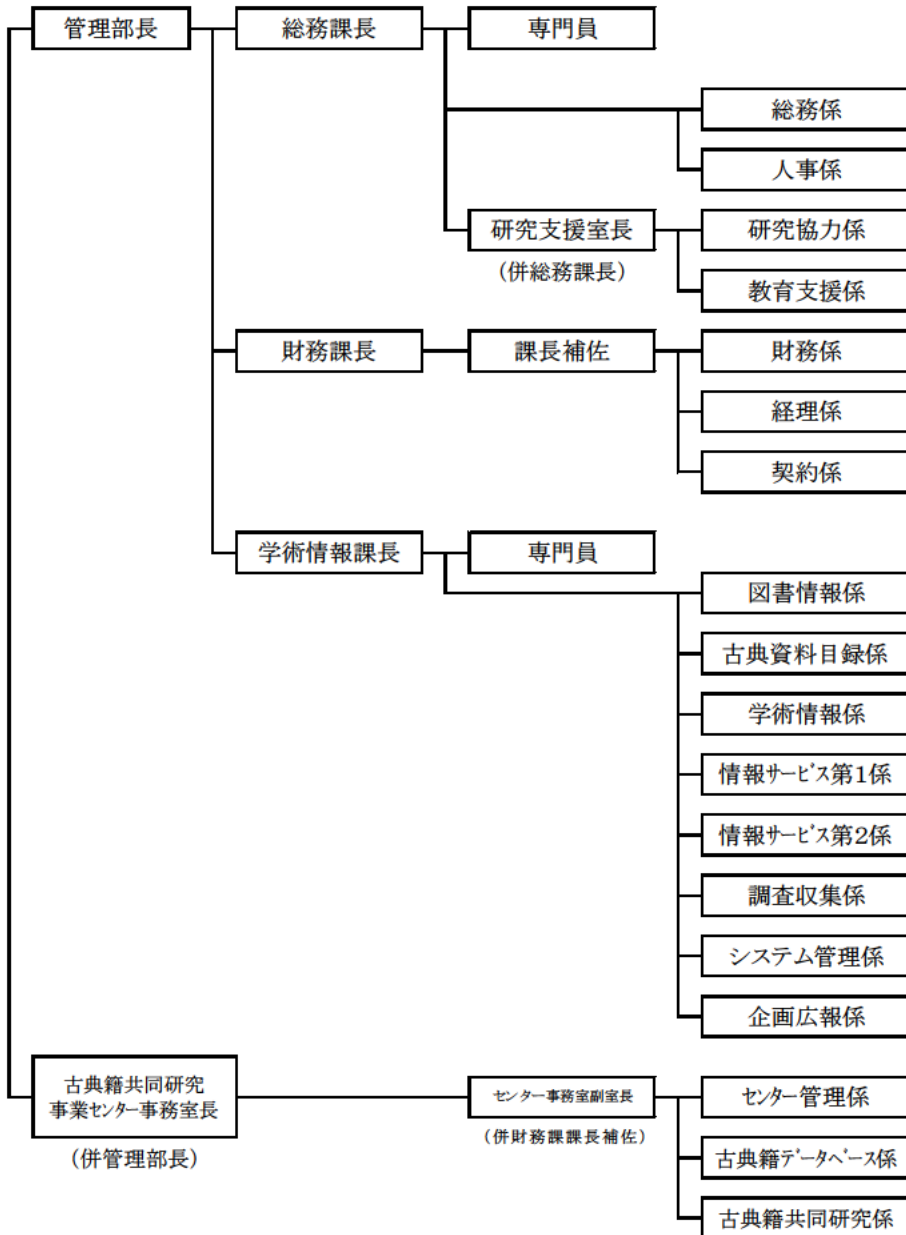 管理部長
総務課長
専門員
総務係
人事係
研究支援室長
(併総務課長)
研究協力係
教育支援係
財務課長
課長補佐
財務係
経理係
契約係
学術情報課長
専門員
図書情報係
古典資料目録係
学術情報係
情報ｻｰﾋﾞｽ第1係
情報ｻｰﾋﾞｽ第2係
調査収集係
システム管理係
企画広報係
古典籍共同研究
事業ｾﾝﾀｰ事務室長
(併管理部長)
ｾﾝﾀｰ事務室副室長
(併財務課課長補佐)
ｾﾝﾀｰ管理係
古典籍ﾃﾞｰﾀﾍﾞｰｽ係
古典籍共同研究係